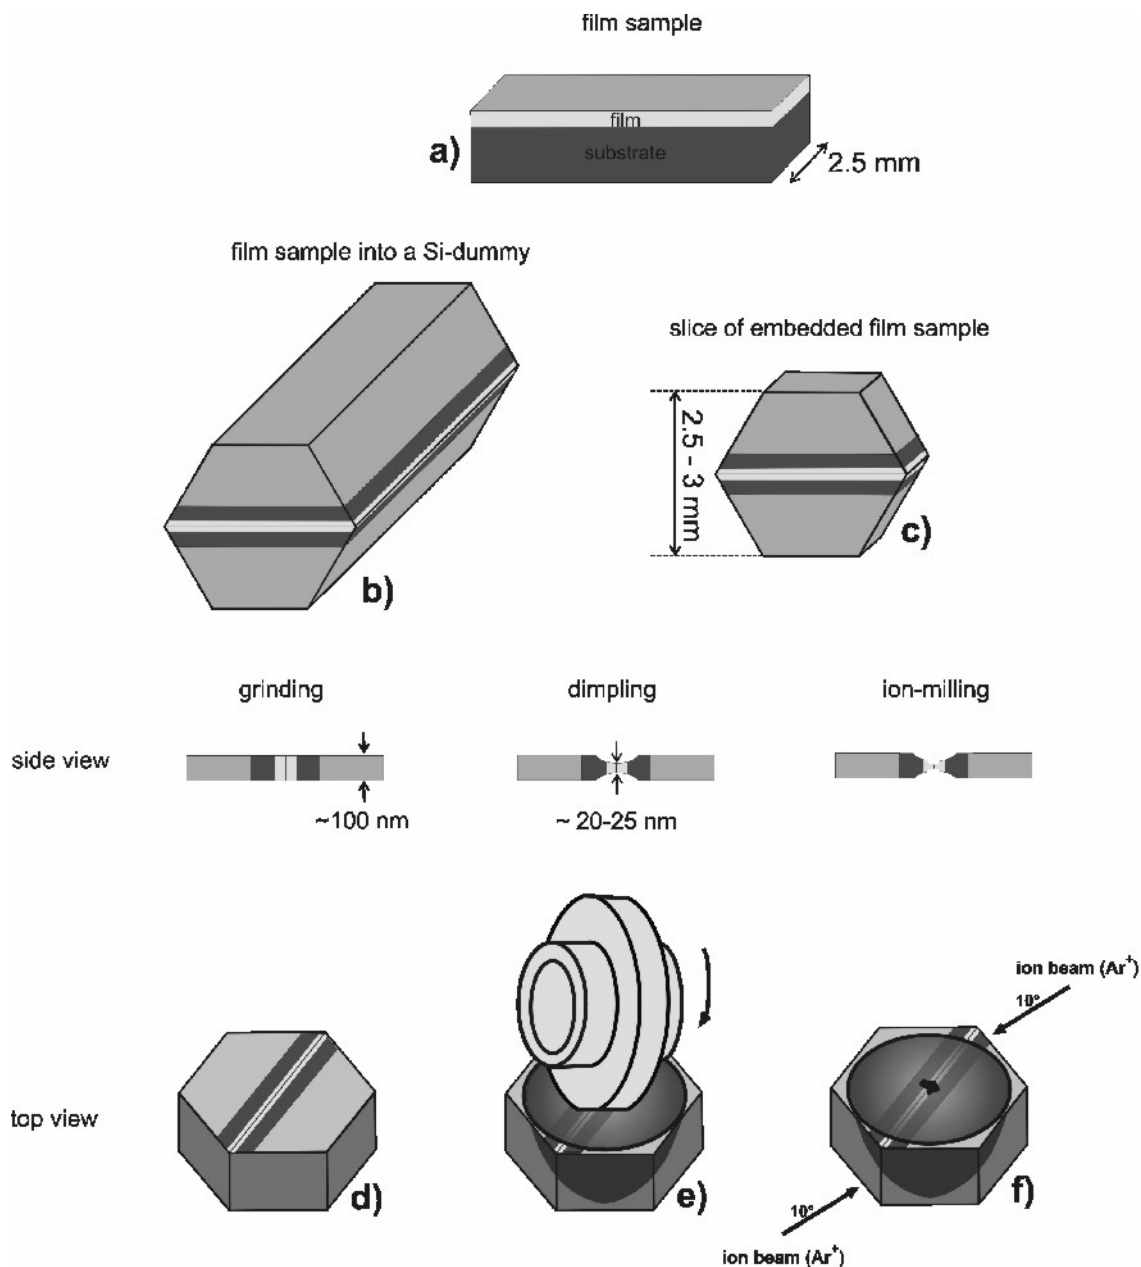 film sample
film
substrate
a)
2.5 mm
film sample into a Si-dummy
b)
slice of embedded film sample
2.5 - 3 mm
c)
grinding
dimpling
ion-milling
side view
~100 nm
~ 20-25 nm
ion beam (Ar⁺)
10°
top view
d)
e)
f)
10°
ion beam (Ar⁺)